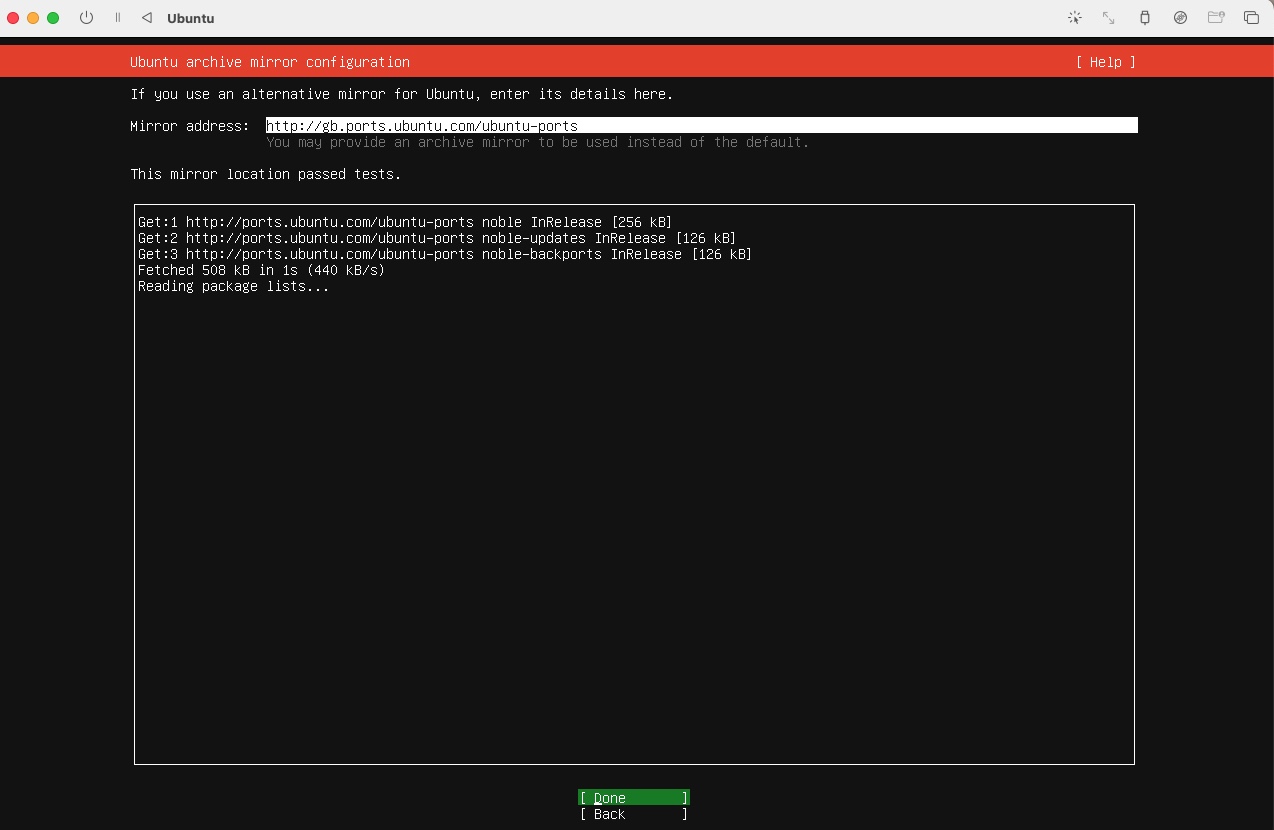 Ubuntu
Ubuntu archive mirror configuration [ Help ]
If you use an alternative mirror for Ubuntu, enter its details here.
Mirror address: http://gb.ports.ubuntu.com/ubuntu-ports
You may provide an archive mirror to be used instead of the default.
This mirror location passed tests.
Get:1 http://ports.ubuntu.com/ubuntu-ports noble InRelease [256 kB]
Get:2 http://ports.ubuntu.com/ubuntu-ports noble-updates InRelease [126 kB]
Get:3 http://ports.ubuntu.com/ubuntu-ports noble-backports InRelease [126 kB]
Fetched 508 kB in 1s (440 kB/s)
Reading package lists...
[ Done ]
[ Back ]